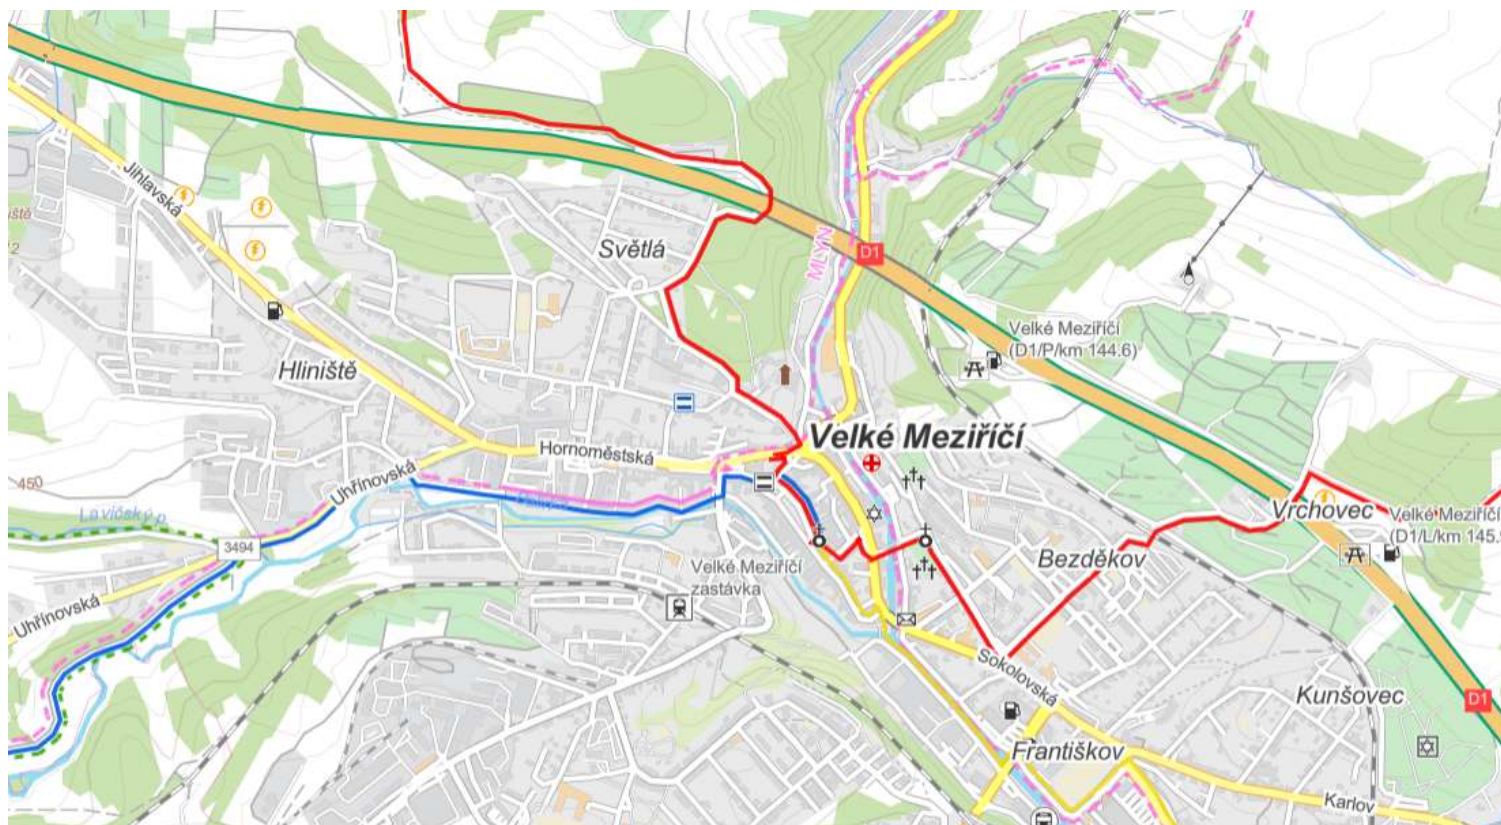 Jihlavská
Světlá
MLÝN
D1
Velké Meziříčí
(D1/P/km 144.6)
Hliniště
Hornoměstská
Velké Meziříčí
Uhřínovská
450
Lavičský p.
3494
Vrchovec
Velké Meziříčí
(D1/L/km 145.
Bezděkov
Velké Meziříčí
zastávka
Uhřínovská
Sokolovská
Kunšovec
D1
Františkov
Karlov